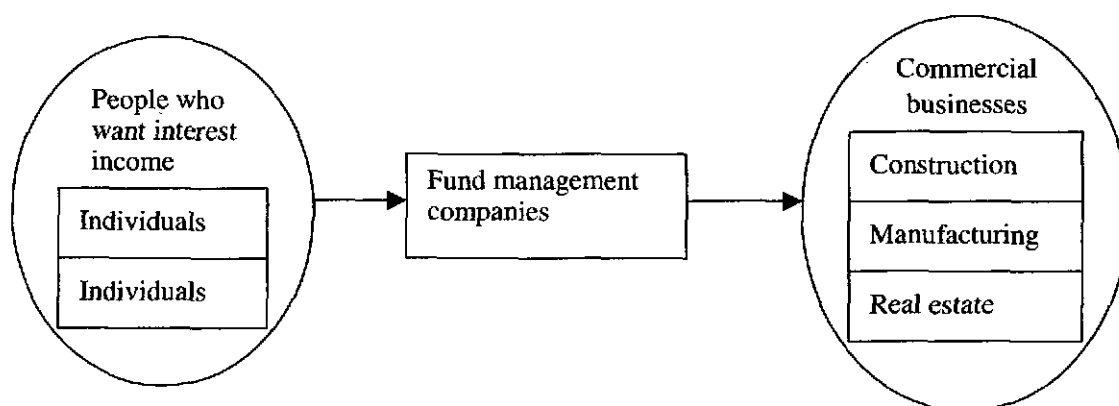 People who
want interest
income
Individuals
Individuals
Fund management
companies
Commercial
businesses
Construction
Manufacturing
Real estate